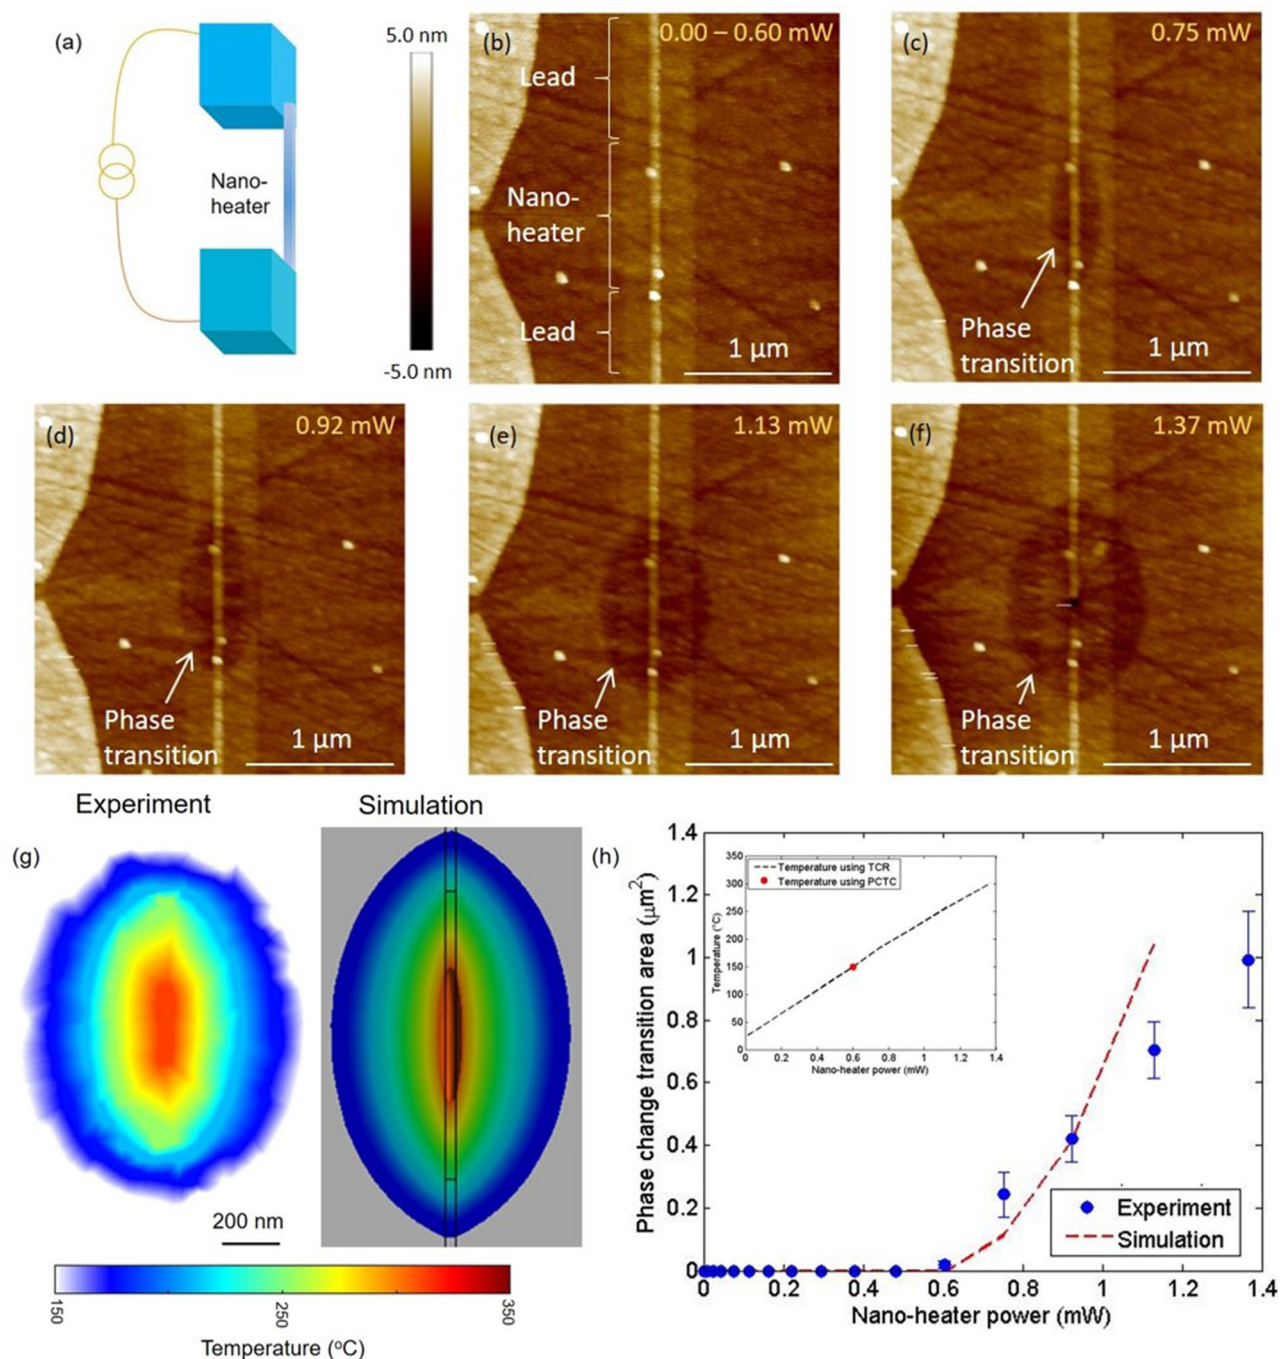 (a)
Nano-
heater
5.0 nm
-5.0 nm
(b)
0.00 – 0.60 mW
Lead
Nano-
heater
Lead
1 µm
(c)
0.75 mW
Phase
transition
1 µm
(d)
0.92 mW
Phase
transition
1 µm
(e)
1.13 mW
Phase
transition
1 µm
(f)
1.37 mW
Phase
transition
1 µm
Experiment
Simulation
(g)
200 nm
150
250
350
Temperature (°C)
(h)
1.4
1.2
1
0.8
0.6
0.4
0.2
0
Phase change transition area (µm²)
0
0.2
0.4
0.6
0.8
1
1.2
1.4
Nano-heater power (mW)
Experiment
Simulation
350
300
250
200
150
100
50
0
Temperature (°C)
Temperature using TCR
Temperature using PCTC
0
0.2
0.4
0.6
0.8
1
1.2
1.4
Nano-heater power (mW)